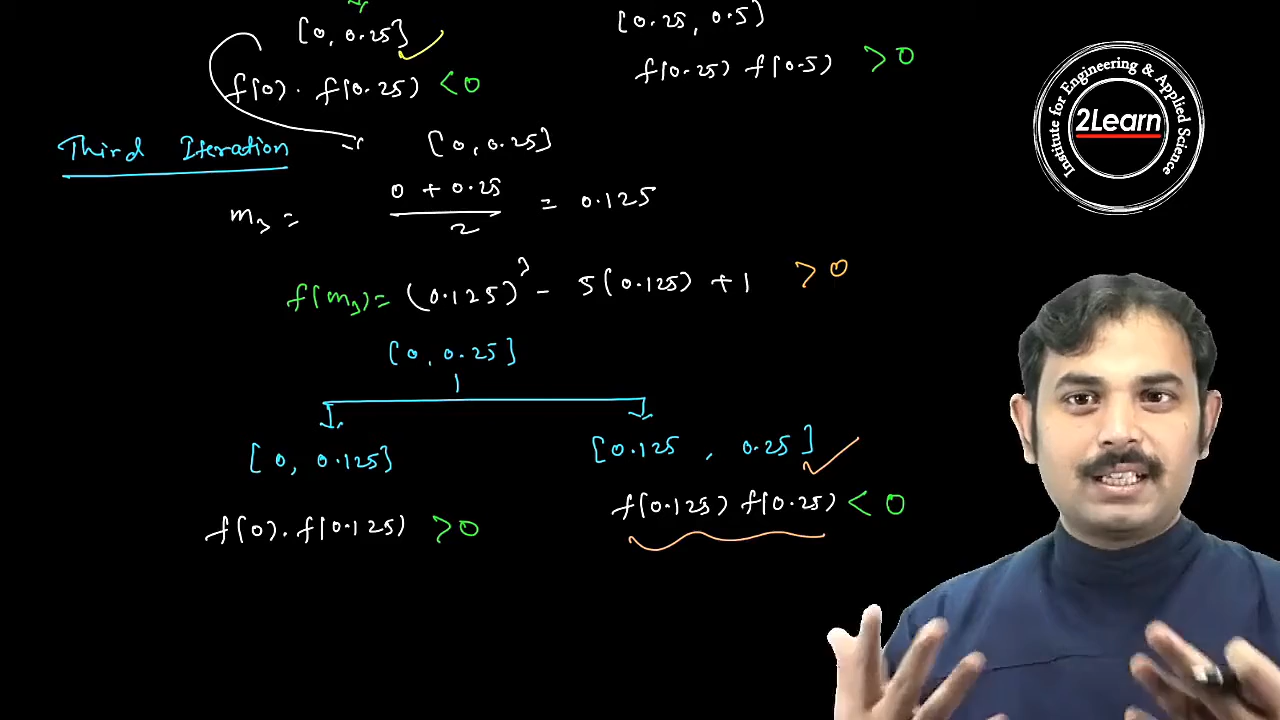 [0, 0.25]
[0.25, 0.5]
f(0). f(0.25) <0
f(0.25) f(0.5) >0
Third Iteration
[0, 0.25]
m3 = 0 + 0.25 / 2 = 0.125
f(m3)= (0.125)^3 - 5(0.125) + 1 >0
[0, 0.25]
[0, 0.125]
[0.125, 0.25]
f(0). f(0.125) >0
f(0.125) f(0.25) < 0
Institute for Engineering & Applied Science
2Learn